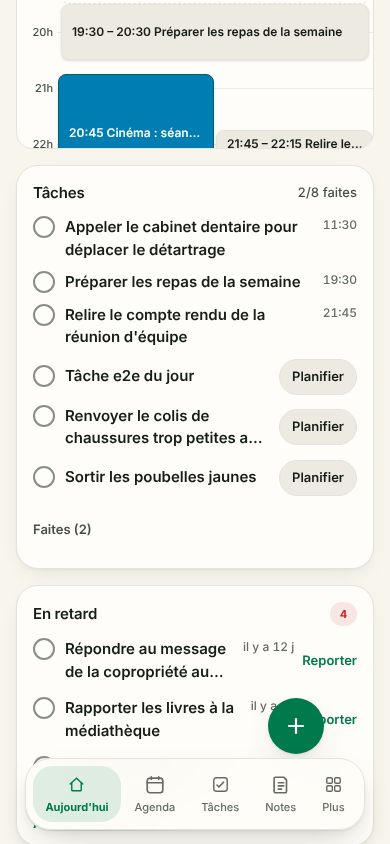 20h
19:30 – 20:30 Préparer les repas de la semaine
21h
20:45 Cinéma : séan...
21:45 – 22:15 Relire le...
22h
Tâches
2/8 faites
Appeler le cabinet dentaire pour
déplacer le détartrage
11:30
Préparer les repas de la semaine
19:30
Relire le compte rendu de la
réunion d'équipe
21:45
Tâche e2e du jour
Planifier
Renvoyer le colis de
chaussures trop petites a...
Planifier
Sortir les poubelles jaunes
Planifier
Faites (2)
En retard
4
Répondre au message
de la copropriété au...
il y a 12 j
Reporter
Rapporter les livres à la
médiathèque
il y a
porter
Aujourd'hui
Agenda
Tâches
Notes
Plus